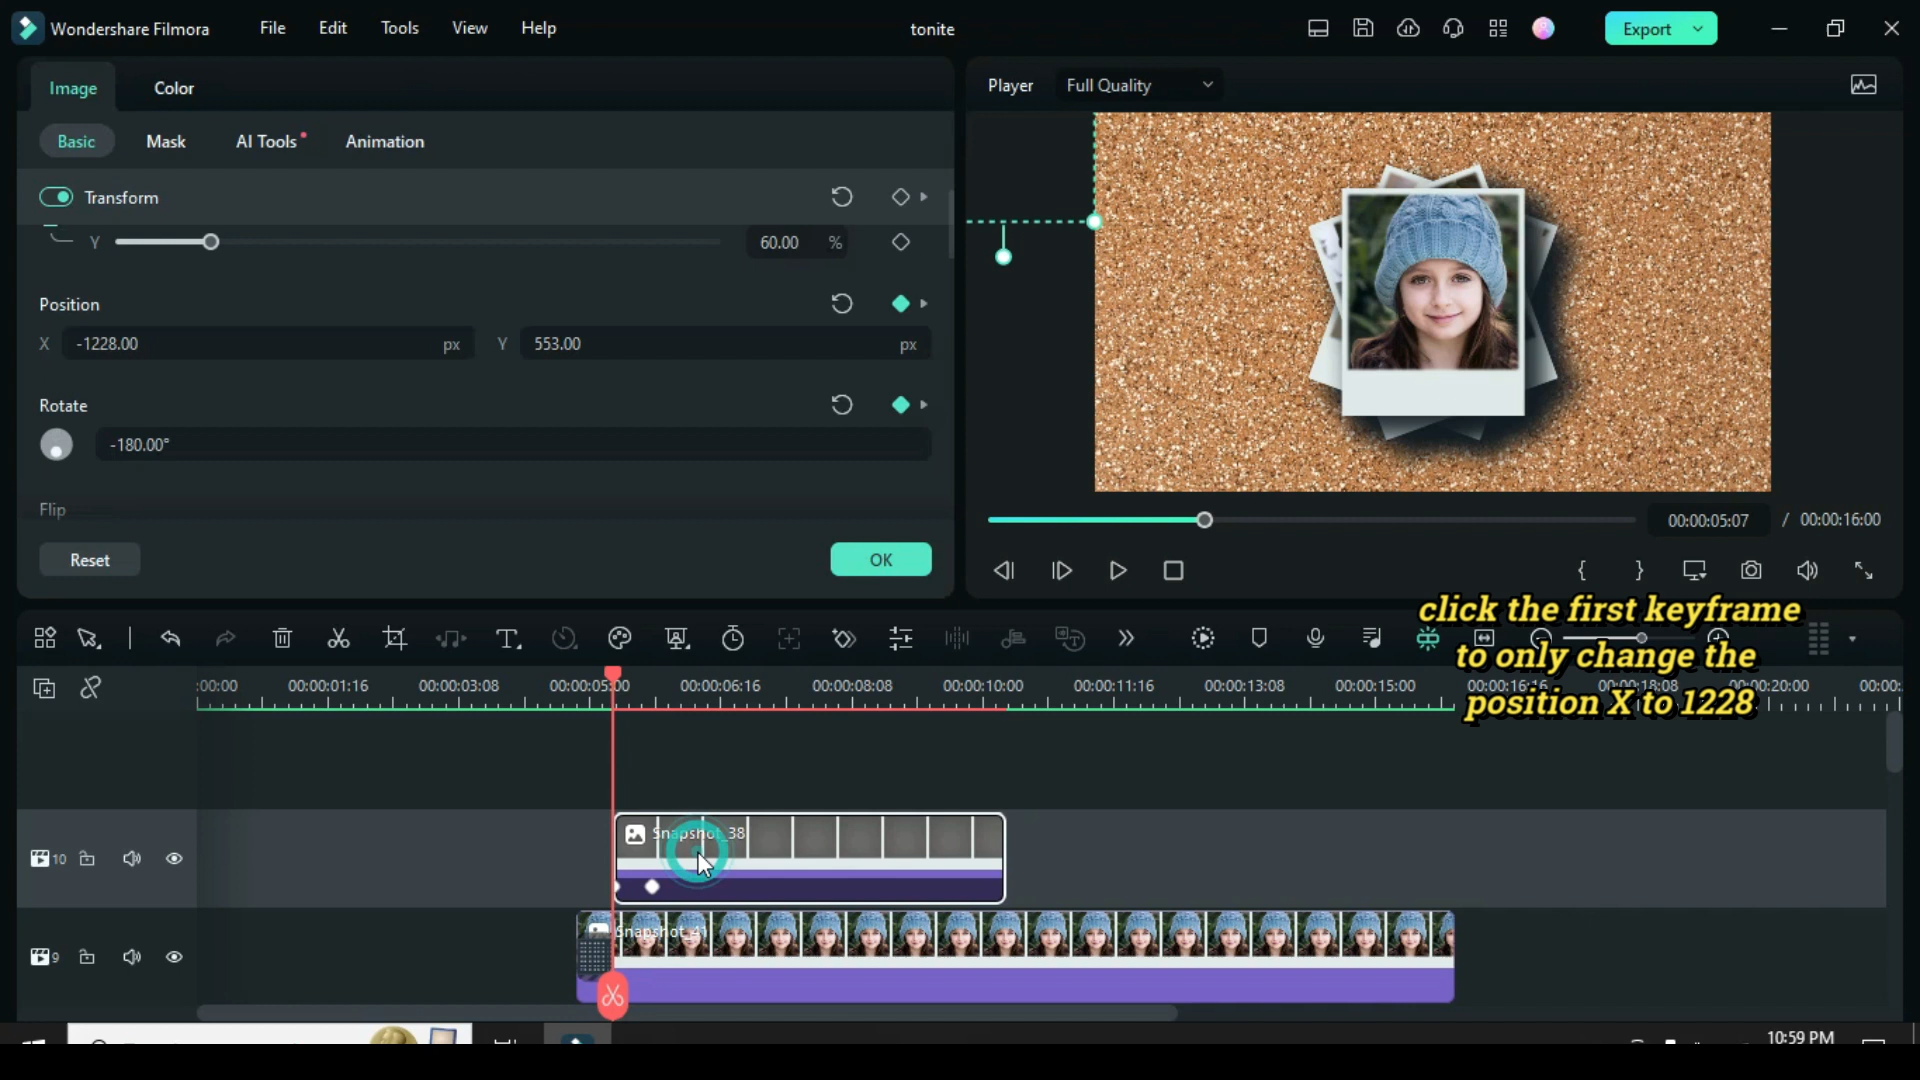 Wondershare Filmora File Edit Tools View Help tonite Export
Image Color
Player Full Quality
Basic Mask AI Tools Animation
Transform
Y 60.00 %
Position
X -1228.00 px Y 553.00 px
Rotate
-180.00°
Flip
Reset OK
00:00:05:07 / 00:00:16:00
click the first keyframe
to only change the
position X to 1228
:00:00 00:00:01:16 00:00:03:08 00:00:05:00 00:00:06:16 00:00:08:08 00:00:10:00 00:00:11:16 00:00:13:08 00:00:15:00 00:00:16:16 00:00:18:08 00:00:20:00 00:00:
10 Snapshot_38
9 Snapshot_41
10:59 PM